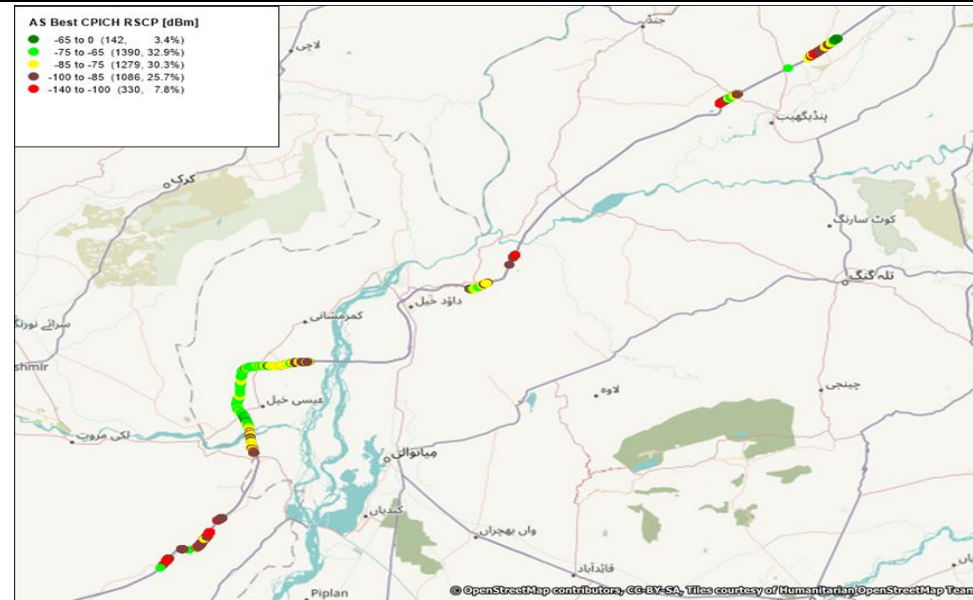 AS Best CPICH RSCP [dBm]
-65 to 0 (142, 3.4%)
-75 to -65 (1390, 32.9%)
-85 to -75 (1279, 30.3%)
-100 to -85 (1086, 25.7%)
-140 to -100 (330, 7.8%)
جنڈ
لاچی
پنڈیگھیب
کرک
کوٹ سارنگ
تلہ گنگ
داؤد خیل
کمرمشانی
سرائے نورنگ
shmir
چینجی
لاوہ
عیسی خیل
لکی مروت
میانوالی
کندیاں
واں بھچراں
قائدآباد
Piplan
© OpenStreetMap contributors, CC-BY-SA, Tiles courtesy of Humanitarian OpenStreetMap Team